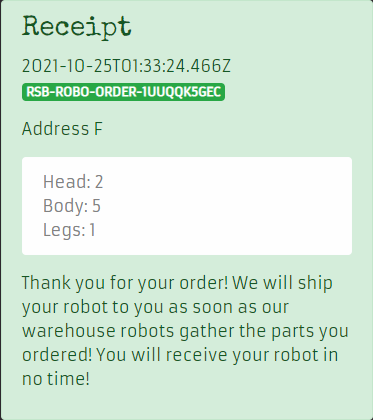 Receipt
2021-10-25T01:33:24.466Z
RSB-ROBO-ORDER-1UUQQK5GEC
Address F
Head: 2
Body: 5
Legs: 1
Thank you for your order! We will ship
your robot to you as soon as our
warehouse robots gather the parts you
ordered! You will receive your robot in
no time!